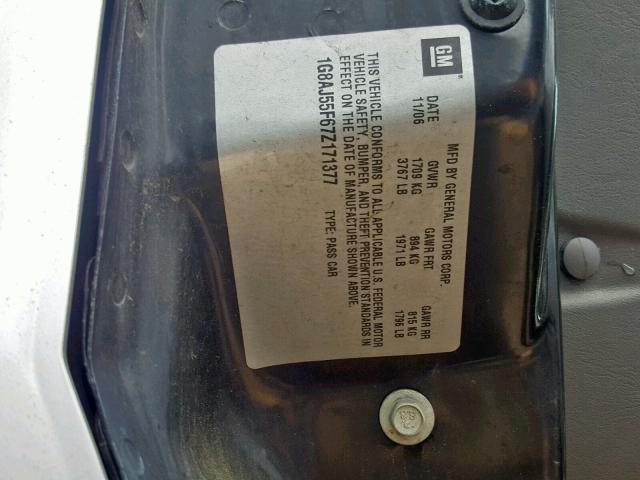 GM
MFD BY GENERAL MOTORS CORP.
DATE GVWR GAWR FRT. GAWR RR
11/06 1709 KG 894 KG 815 KG
3767 LB 1971 LB 1796 LB
THIS VEHICLE CONFORMS TO ALL APPLICABLE U.S. FEDERAL MOTOR
VEHICLE SAFETY, BUMPER, AND THEFT PREVENTION STANDARDS IN
EFFECT ON THE DATE OF MANUFACTURE SHOWN ABOVE.
1G8AJ55F67Z171377 TYPE: PASS CAR